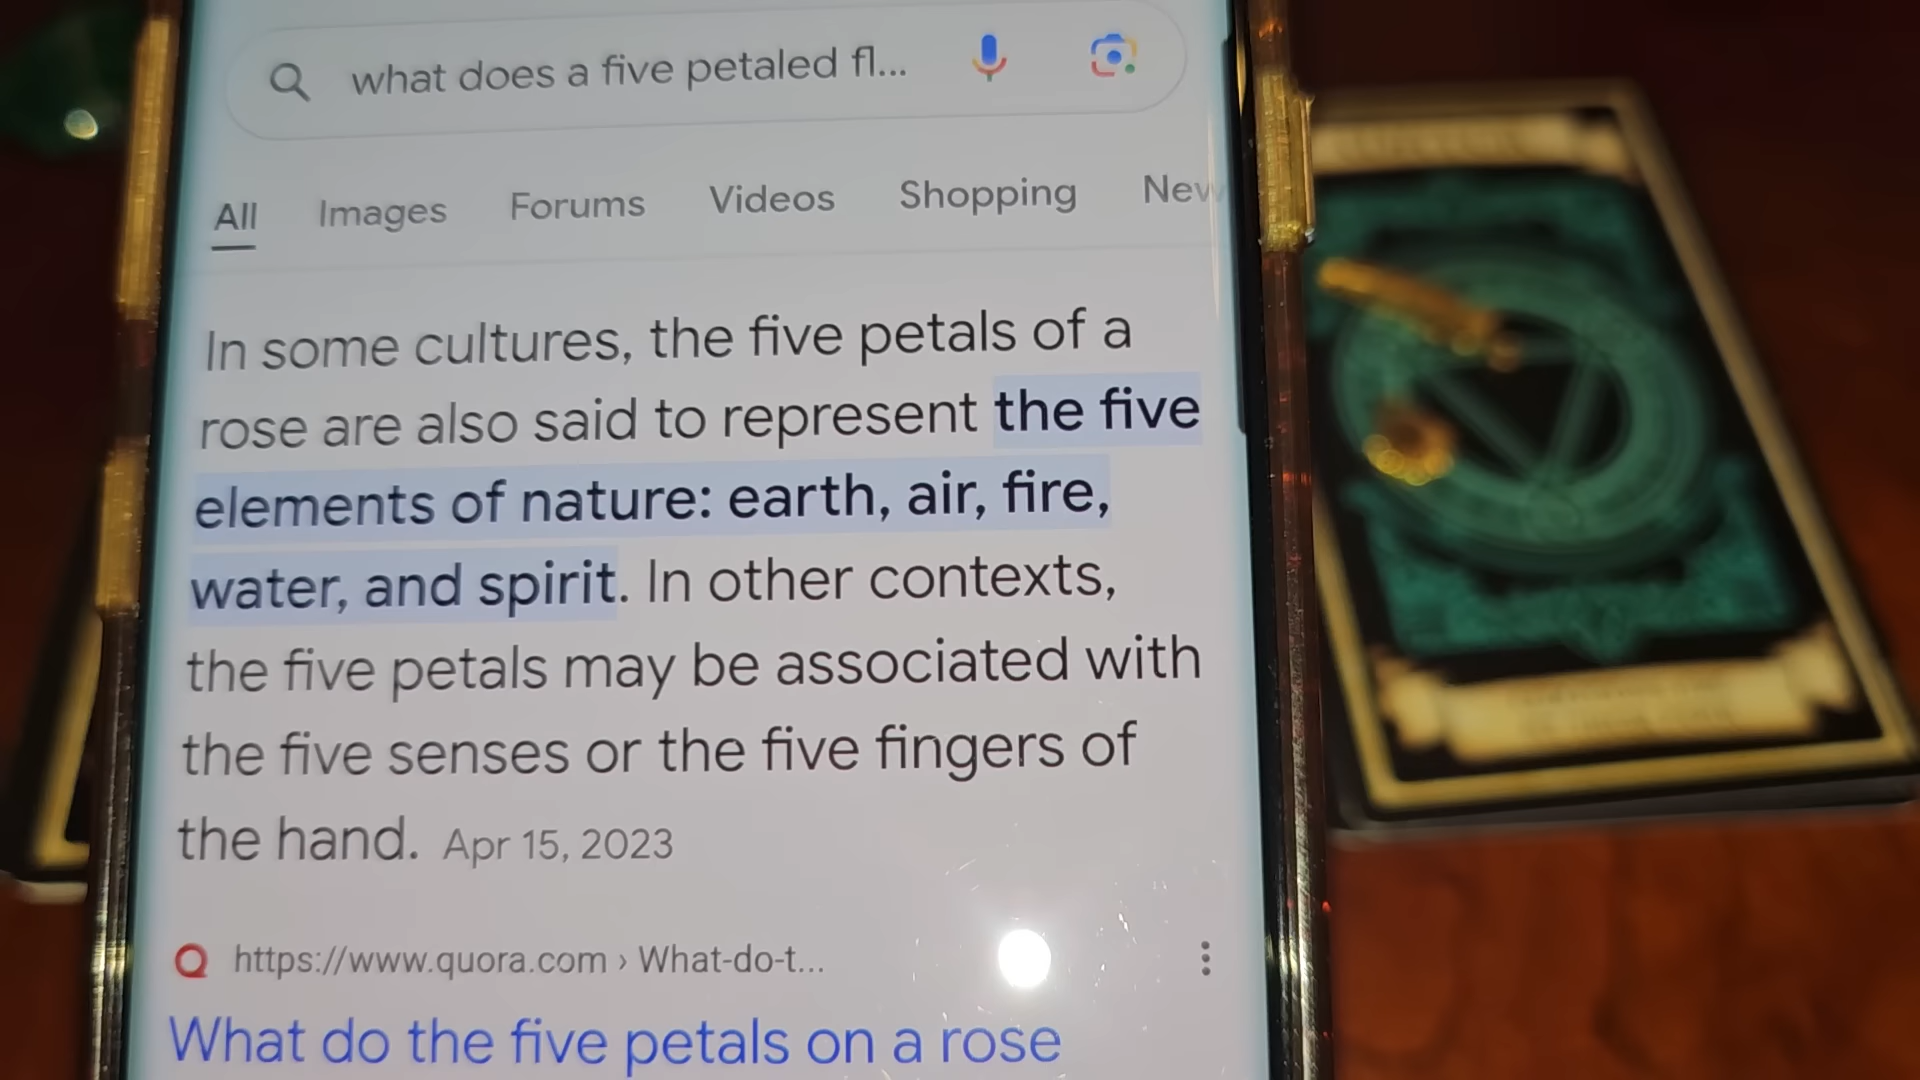 what does a five petaled fl...
All Images Forums Videos Shopping New
In some cultures, the five petals of a
rose are also said to represent the five
elements of nature: earth, air, fire,
water, and spirit. In other contexts,
the five petals may be associated with
the five senses or the five fingers of
the hand. Apr 15, 2023
https://www.quora.com › What-do-t...
What do the five petals on a rose